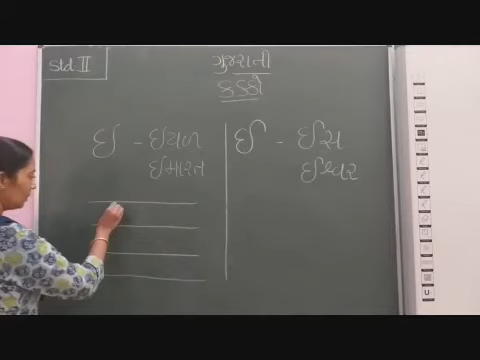 Std. II
ગુજરાતી
કક્કો
ઇ - ઇયળ
ઇમારત
ઈ - ઈસ
ઈશ્વર